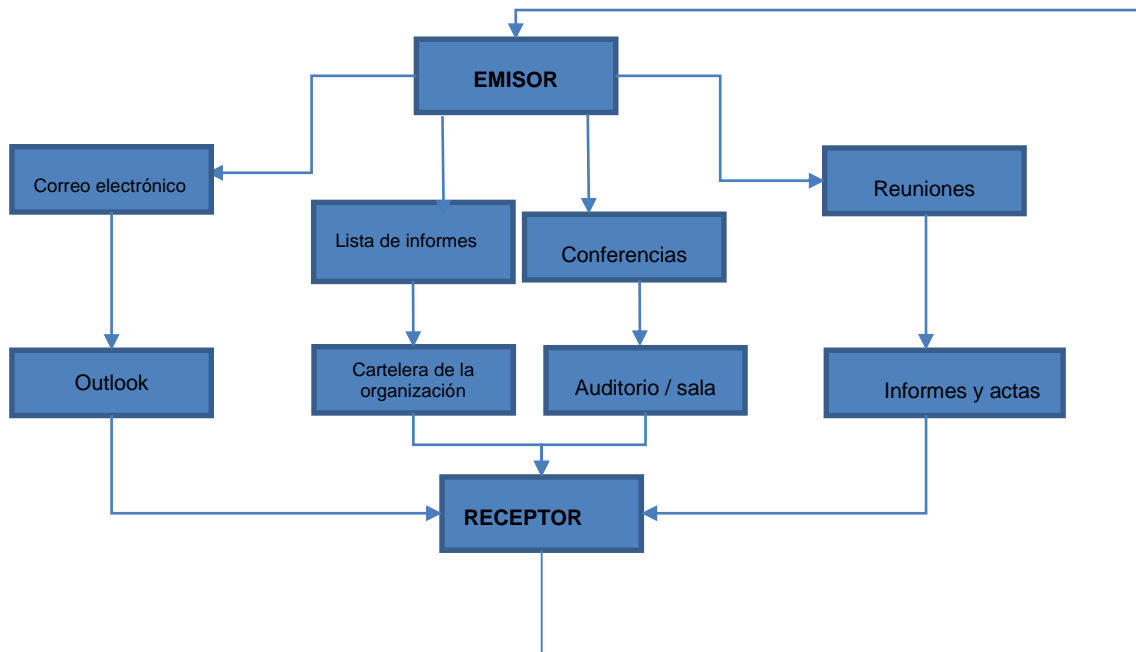 EMISOR
Correo electrónico
Lista de informes
Conferencias
Reuniones
Outlook
Cartelera de la
organización
Auditorio / sala
Informes y actas
RECEPTOR